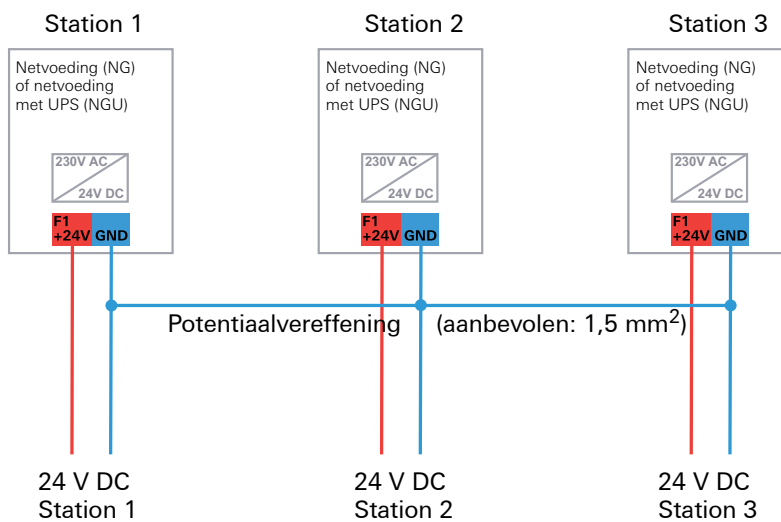 Station 1
Netvoeding (NG)
of netvoeding
met UPS (NGU)
230V AC
24V DC
F1
+24V GND
Station 2
Netvoeding (NG)
of netvoeding
met UPS (NGU)
230V AC
24V DC
F1
+24V GND
Station 3
Netvoeding (NG)
of netvoeding
met UPS (NGU)
230V AC
24V DC
F1
+24V GND
Potentiaalvereffening (aanbevolen: 1,5 mm²)
24 V DC
Station 1
24 V DC
Station 2
24 V DC
Station 3